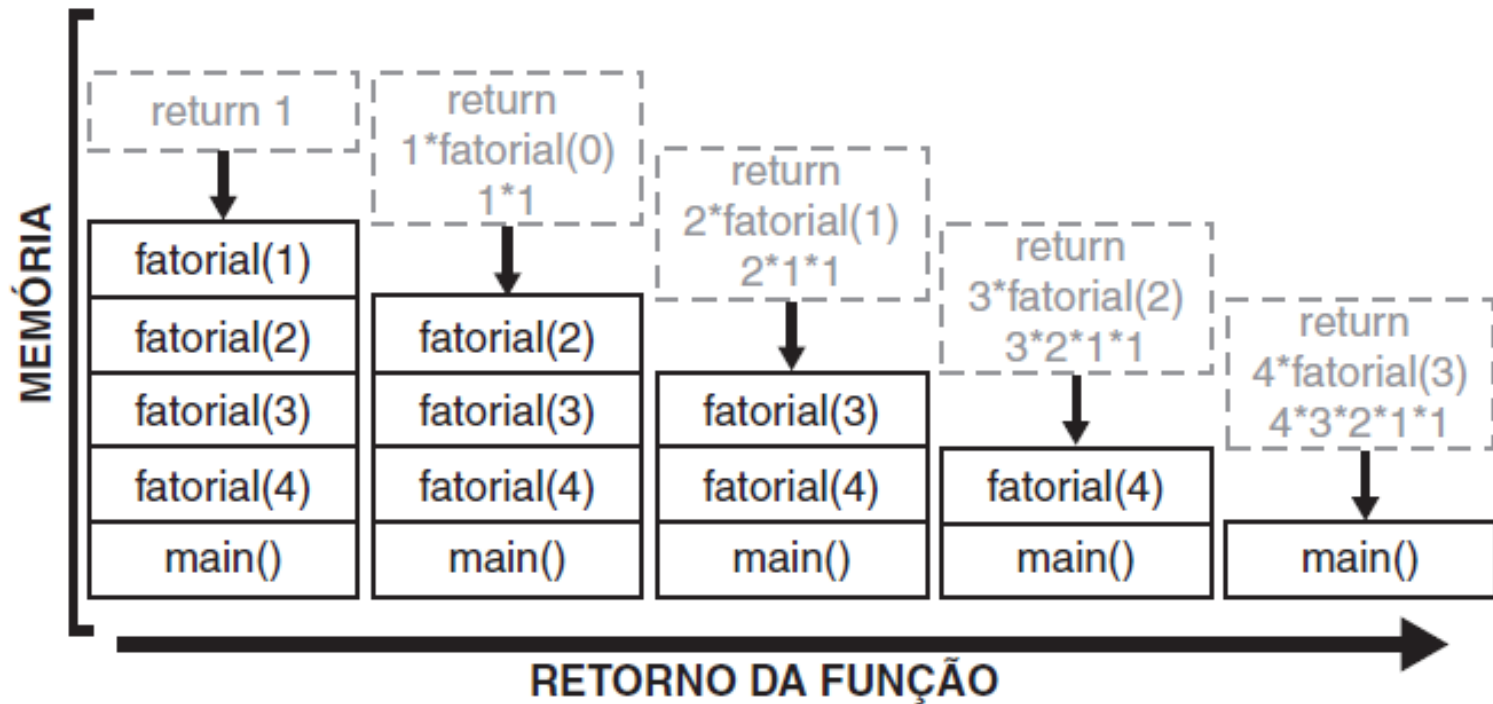 MEMÓRIA
return 1
fatorial(1)
fatorial(2)
fatorial(3)
fatorial(4)
main()
return
1*fatorial(0)
1*1
fatorial(2)
fatorial(3)
fatorial(4)
main()
return
2*fatorial(1)
2*1*1
fatorial(3)
fatorial(4)
main()
return
3*fatorial(2)
3*2*1*1
fatorial(4)
main()
return
4*fatorial(3)
4*3*2*1*1
main()
RETORNO DA FUNÇÃO